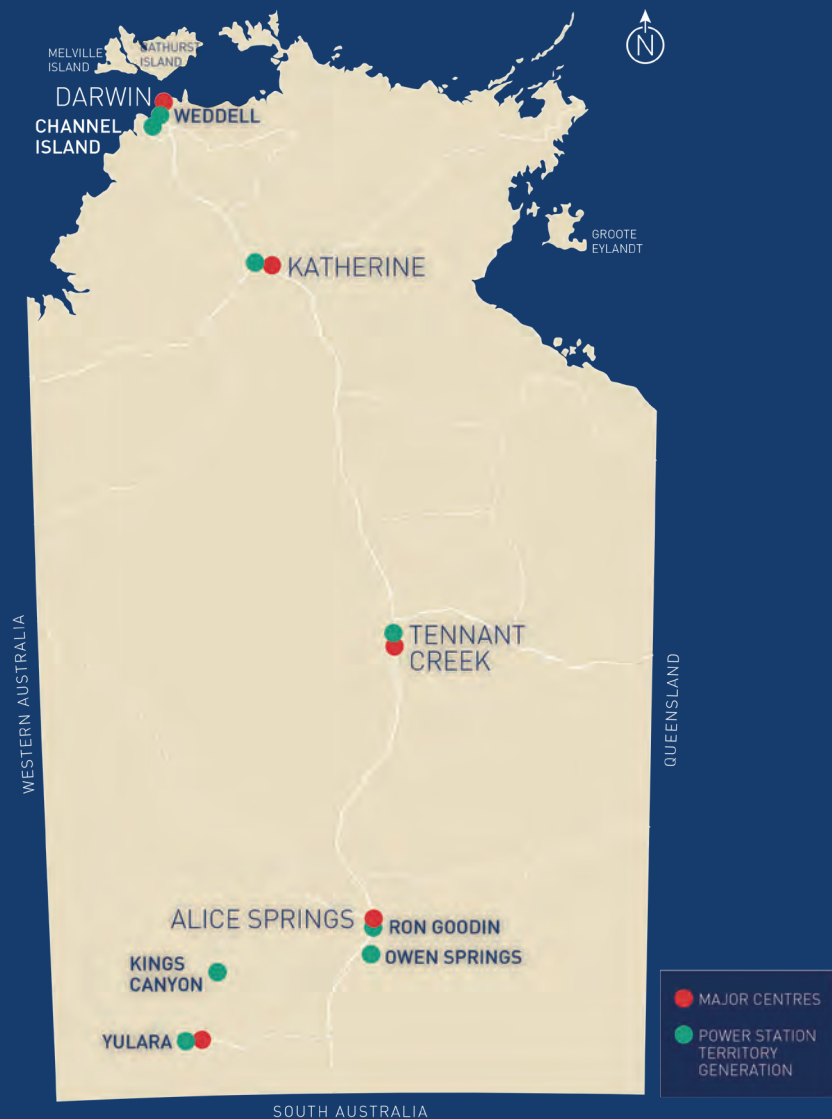 N
MELVILLE
ISLAND
BATHURST
ISLAND
DARWIN
WEDDELL
CHANNEL
ISLAND
GROOTE
EYLANDT
KATHERINE
TENNANT
CREEK
WESTERN AUSTRALIA
QUEENSLAND
ALICE SPRINGS
RON GOODIN
OWEN SPRINGS
KINGS
CANYON
YULARA
MAJOR CENTRES
POWER STATION
TERRITORY
GENERATION
SOUTH AUSTRALIA